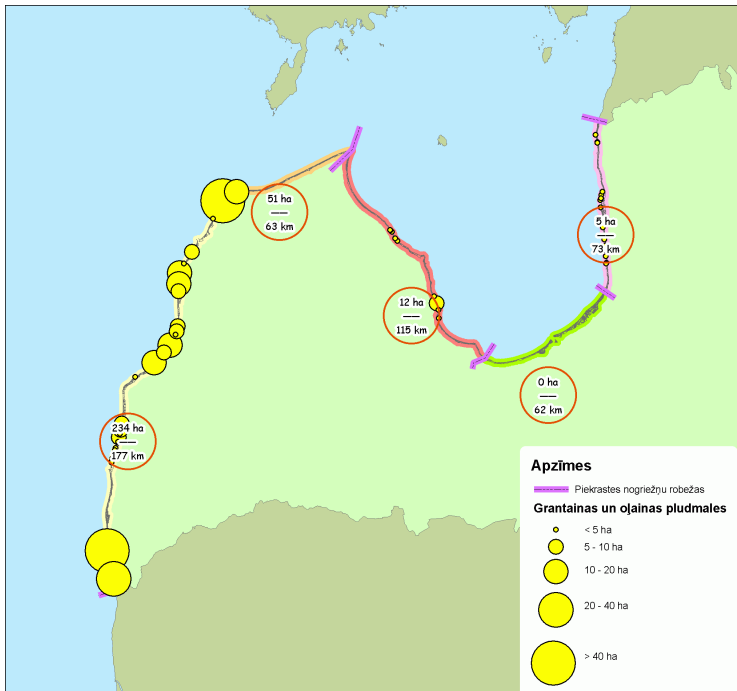 51 ha
63 km
5 ha
73 km
12 ha
115 km
0 ha
62 km
234 ha
177 km
Apzīmes
Piekrastes nogriežņu robežas
Grantainas un oļainas pludmales
< 5 ha
5 - 10 ha
10 - 20 ha
20 - 40 ha
> 40 ha